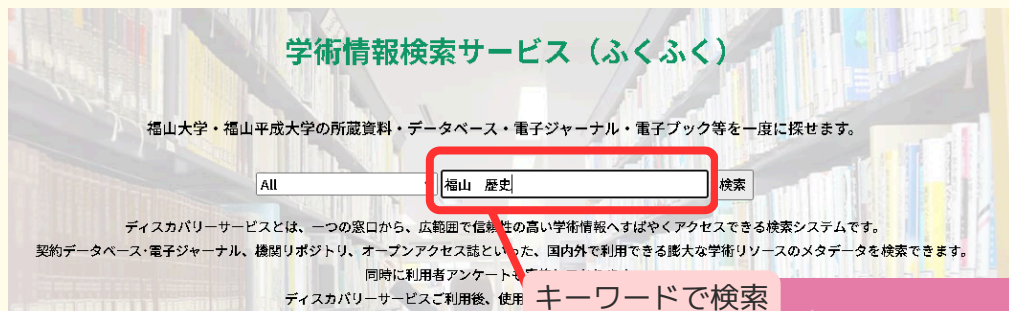 学術情報検索サービス（ふくふく）
福山大学・福山平成大学の所蔵資料・データベース・電子ジャーナル・電子ブック等を一度に探せます。
All 福山　歴史 検索
ディスカバリーサービスとは、一つの窓口から、広範囲で信頼性の高い学術情報へすばやくアクセスできる検索システムです。
契約データベース・電子ジャーナル、機関リポジトリ、オープンアクセス誌といった、国内外で利用できる膨大な学術リソースのメタデータを検索できます。
同時に利用者アンケートも
ディスカバリーサービスご利用後、使用
キーワードで検索